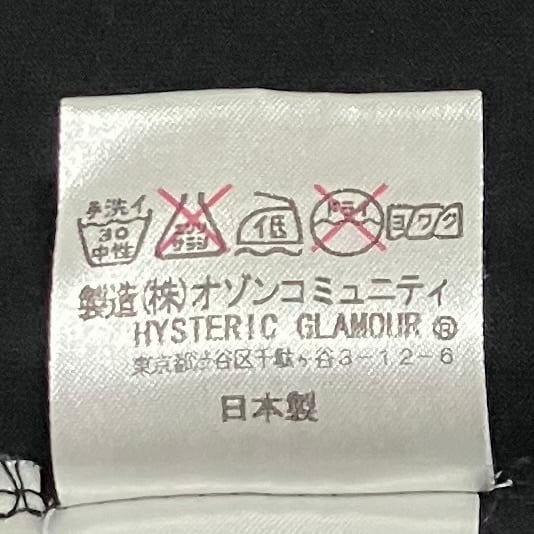 手洗イ 30 中性 エンソ サラシ 低 ドライ ヨワク
製造(株)オゾンコミュニティ
HYSTERIC GLAMOUR ®
東京都渋谷区千駄ヶ谷3-12-6
日本製